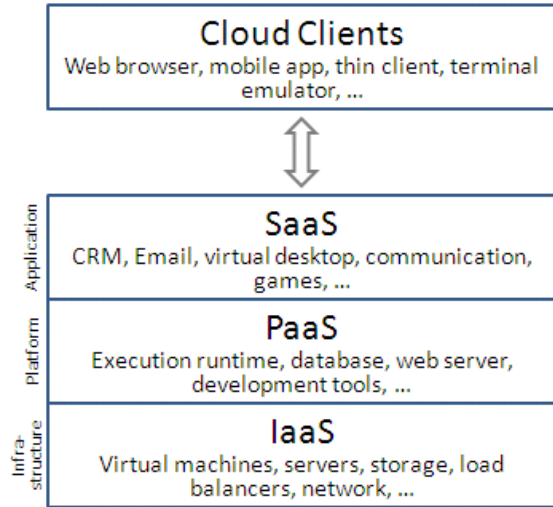 Cloud Clients
Web browser, mobile app, thin client, terminal
emulator, ...
Application
SaaS
CRM, Email, virtual desktop, communication,
games, ...
Platform
PaaS
Execution runtime, database, web server,
development tools, ...
Infra-
structure
IaaS
Virtual machines, servers, storage, load
balancers, network, ...